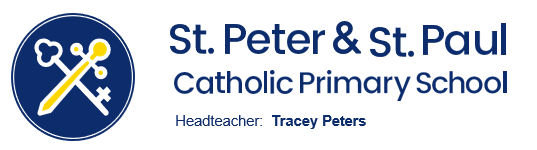 St. Peter & St. Paul
Catholic Primary School
Headteacher: Tracey Peters